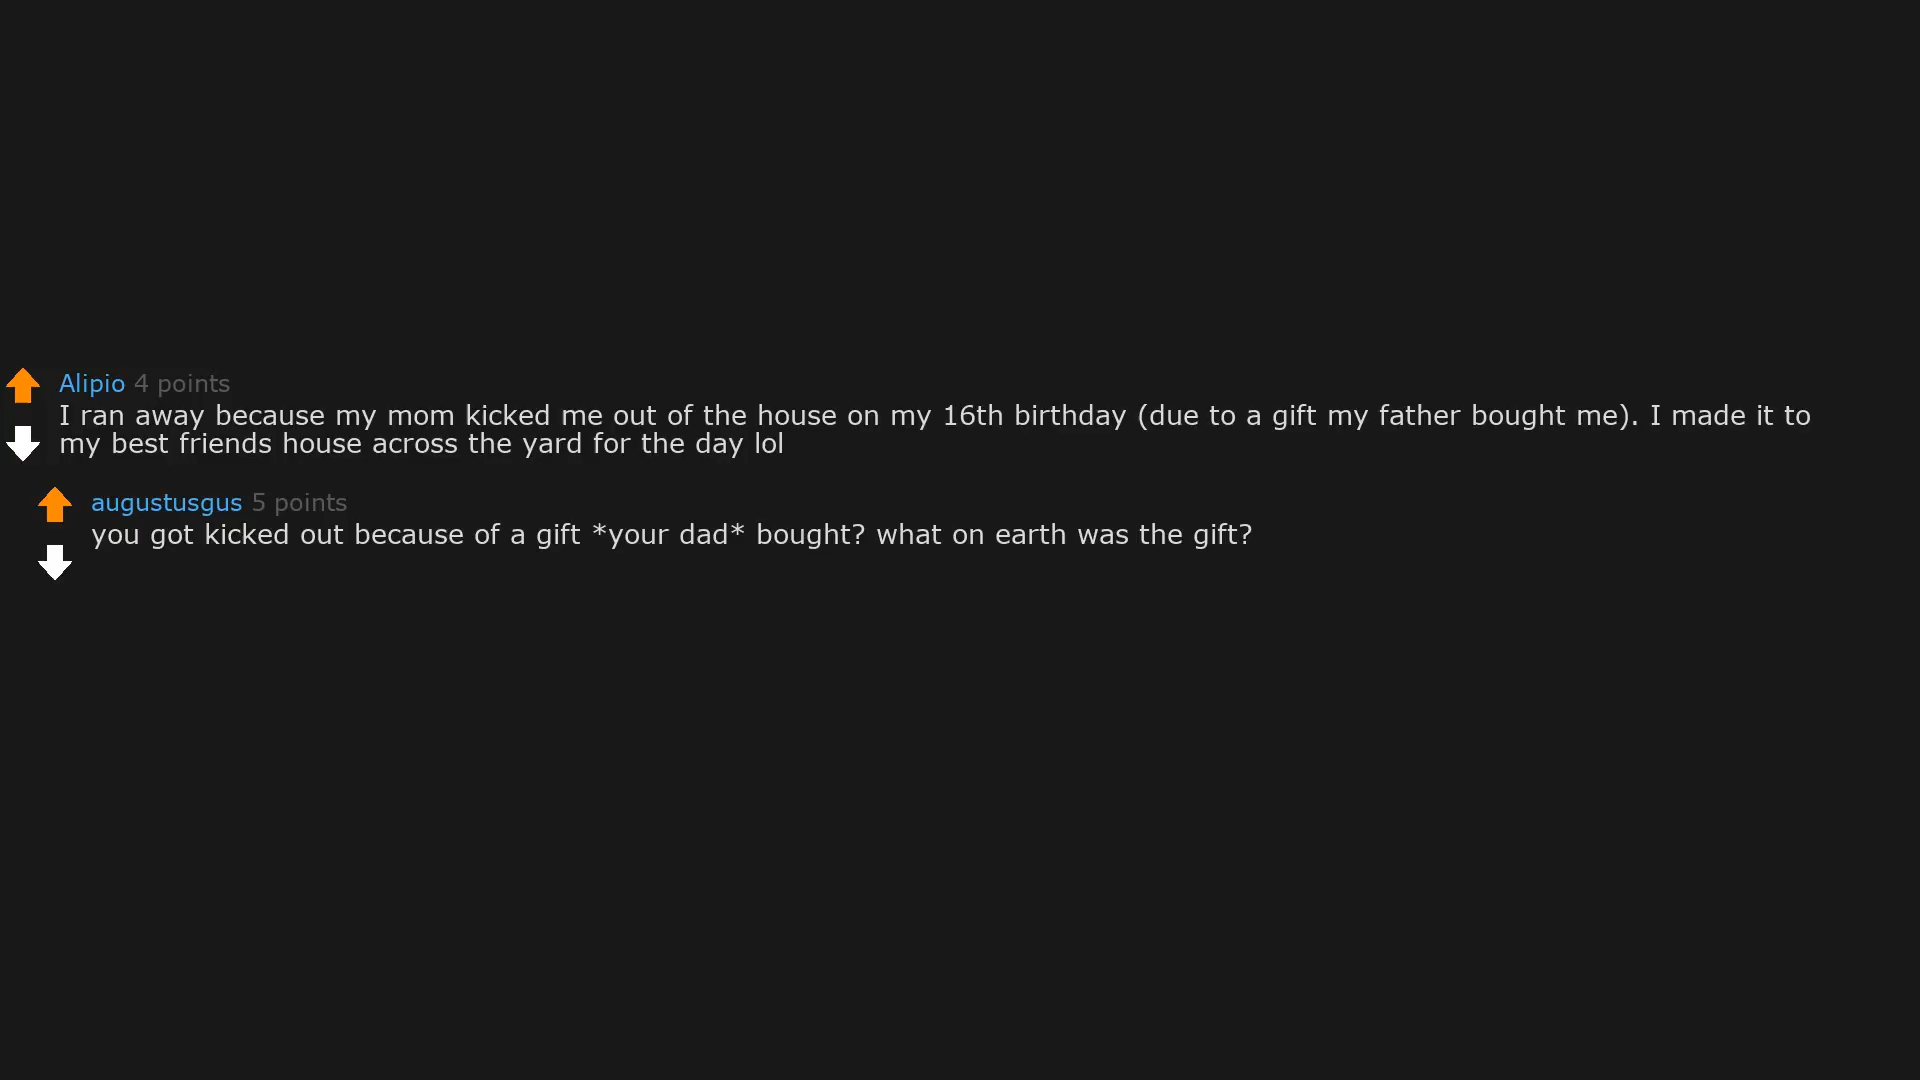 Alipio 4 points
I ran away because my mom kicked me out of the house on my 16th birthday (due to a gift my father bought me). I made it to
my best friends house across the yard for the day lol
augustusgus 5 points
you got kicked out because of a gift *your dad* bought? what on earth was the gift?